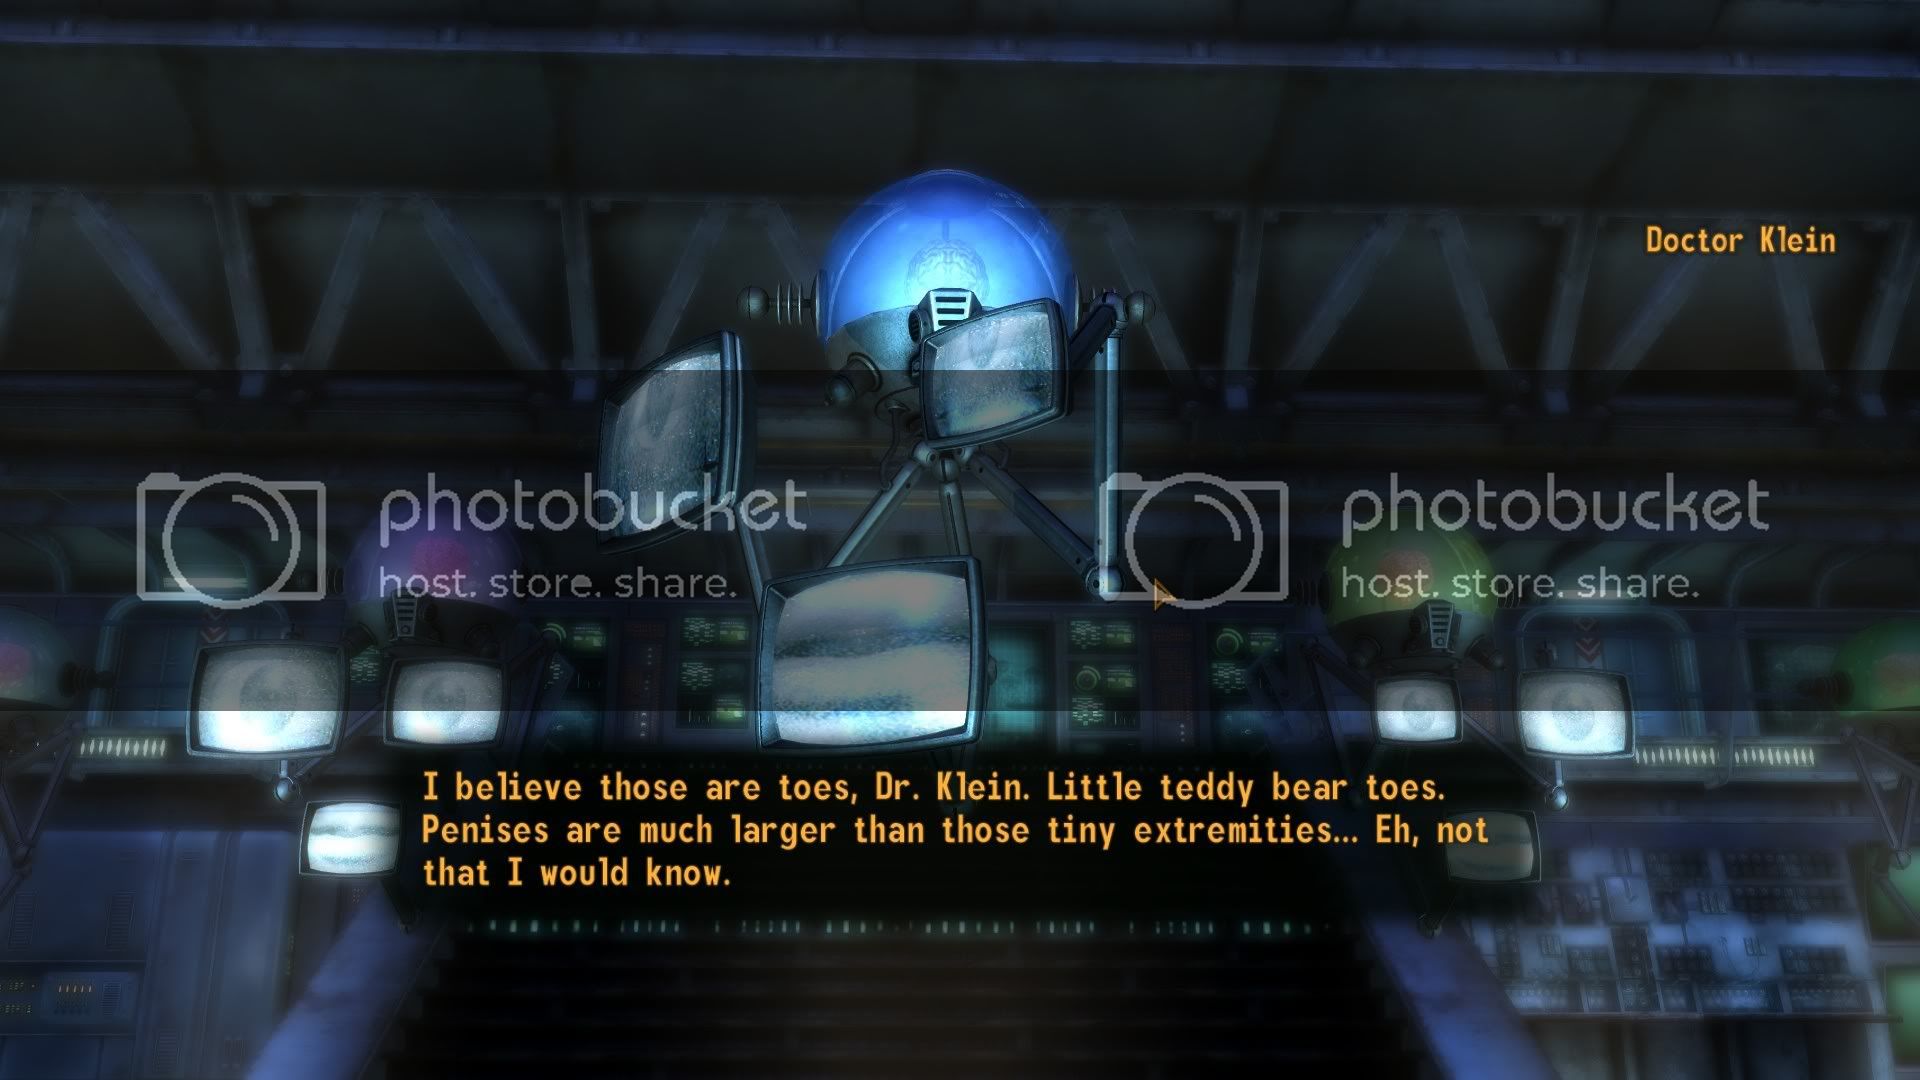 Doctor Klein
photobucket
host. store. share.
photobucket
host. store. share.
I believe those are toes, Dr. Klein. Little teddy bear toes.
Penises are much larger than those tiny extremities... Eh, not
that I would know.